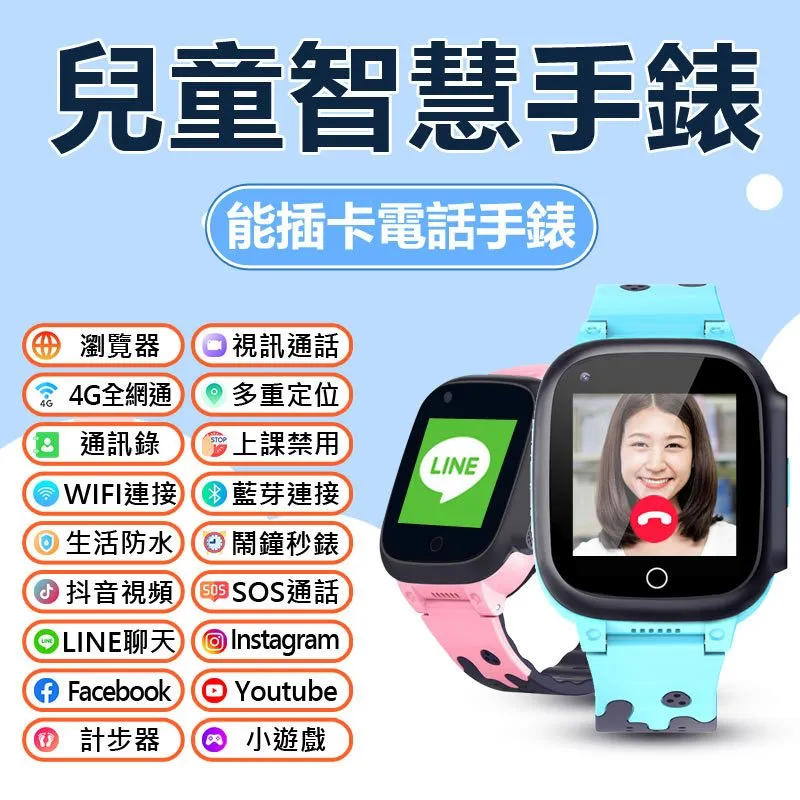 兒童智慧手錶
能插卡電話手錶
瀏覽器
視訊通話
4G
4G全網通
多重定位
通訊錄
STOP
上課禁用
WIFI連接
藍芽連接
生活防水
鬧鐘秒錶
抖音視頻
SOS
SOS通話
LINE
LINE聊天
Instagram
Facebook
Youtube
計步器
小遊戲
LINE